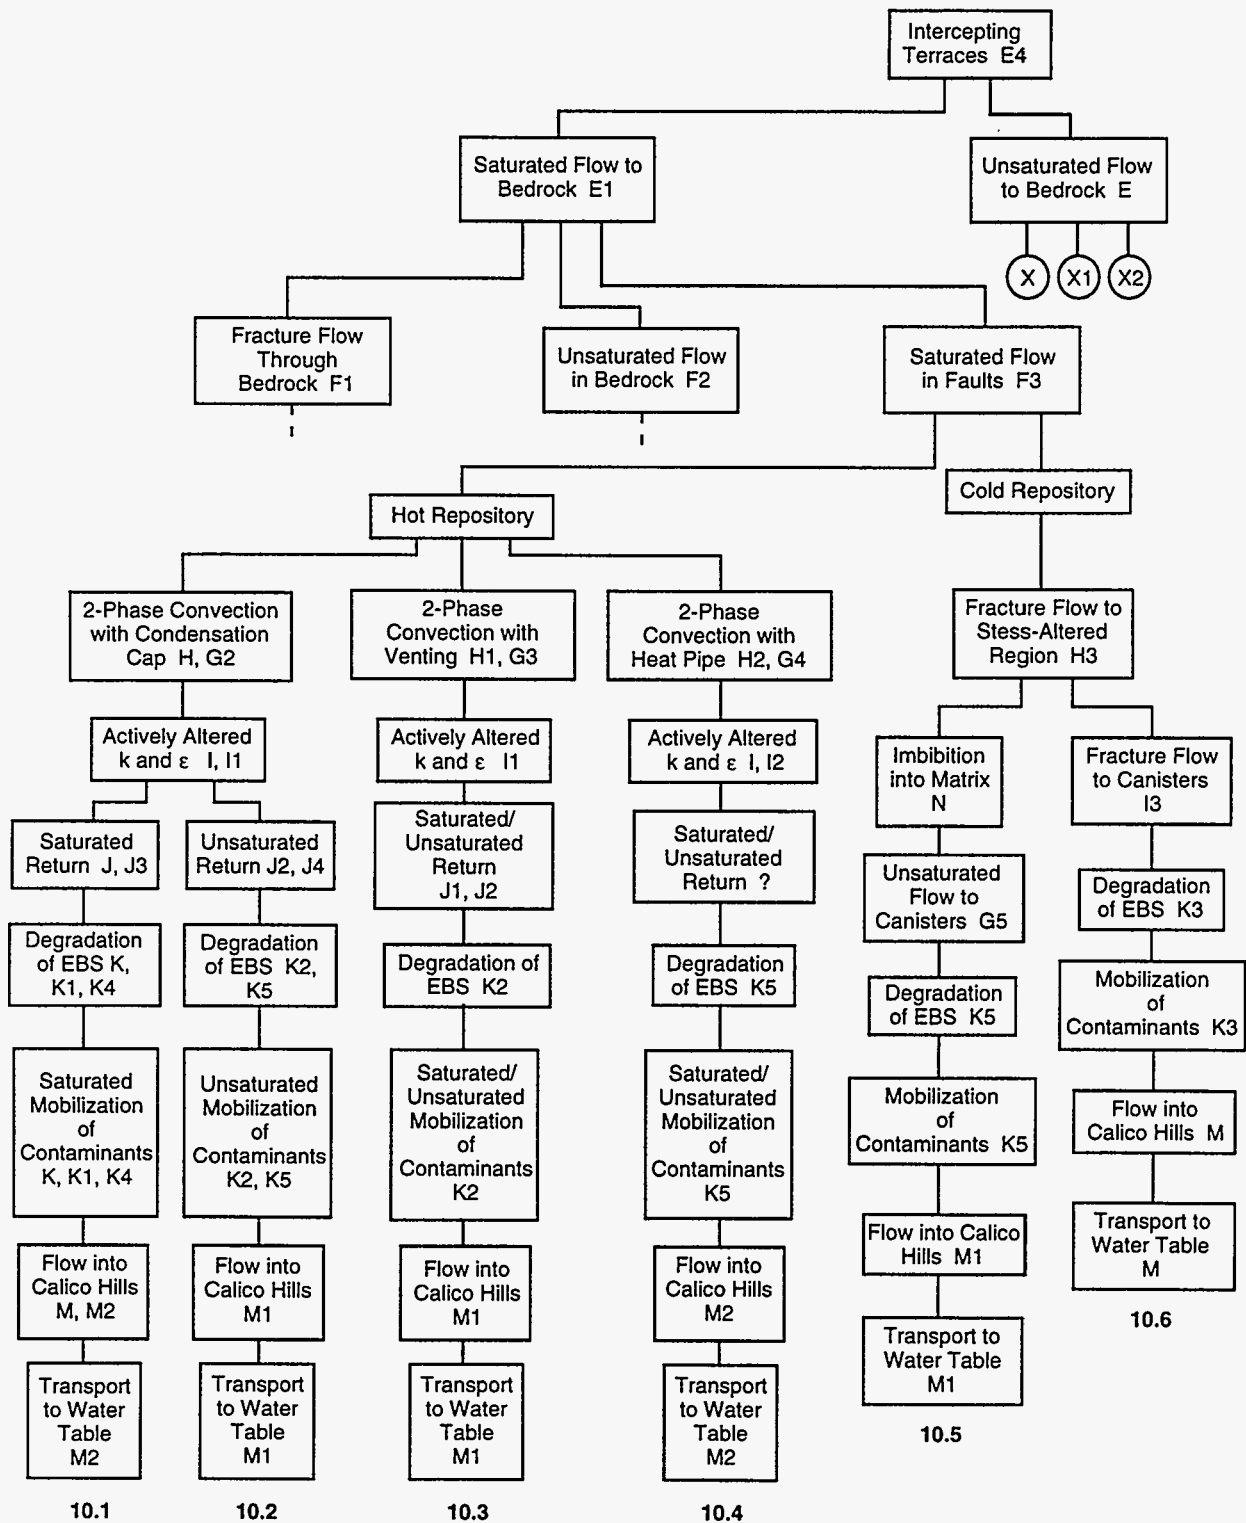 Intercepting
Terraces E4
Saturated Flow to
Bedrock E1
Unsaturated Flow
to Bedrock E
X
X1
X2
Fracture Flow
Through
Bedrock F1
Unsaturated Flow
in Bedrock F2
Saturated Flow
in Faults F3
Hot Repository
Cold Repository
2-Phase Convection
with Condensation
Cap H, G2
2-Phase
Convection with
Venting H1, G3
2-Phase
Convection with
Heat Pipe H2, G4
Fracture Flow to
Stess-Altered
Region H3
Actively Altered
k and ε I, I1
Actively Altered
k and ε I1
Actively Altered
k and ε I, I2
Imbibition
into Matrix
N
Fracture Flow
to Canisters
I3
Saturated
Return J, J3
Unsaturated
Return J2, J4
Saturated/
Unsaturated
Return
J1, J2
Saturated/
Unsaturated
Return ?
Unsaturated
Flow to
Canisters G5
Degradation
of EBS K3
Degradation
of EBS K,
K1, K4
Degradation
of EBS K2,
K5
Degradation of
EBS K2
Degradation
of EBS K5
Degradation
of EBS K5
Mobilization
of
Contaminants K3
Saturated
Mobilization
of
Contaminants
K, K1, K4
Unsaturated
Mobilization
of
Contaminants
K2, K5
Saturated/
Unsaturated
Mobilization
of
Contaminants
K2
Saturated/
Unsaturated
Mobilization
of
Contaminants
K5
Mobilization
of
Contaminants K5
Flow into
Calico Hills M
Flow into
Calico Hills
M, M2
Flow into
Calico Hills
M1
Flow into
Calico Hills
M1
Flow into
Calico Hills
M2
Flow into Calico
Hills M1
Transport to
Water Table
M
10.6
Transport
to Water
Table
M2
Transport
to Water
Table
M1
Transport
to Water
Table
M1
Transport
to Water
Table
M2
Transport to
Water Table
M1
10.5
10.1
10.2
10.3
10.4